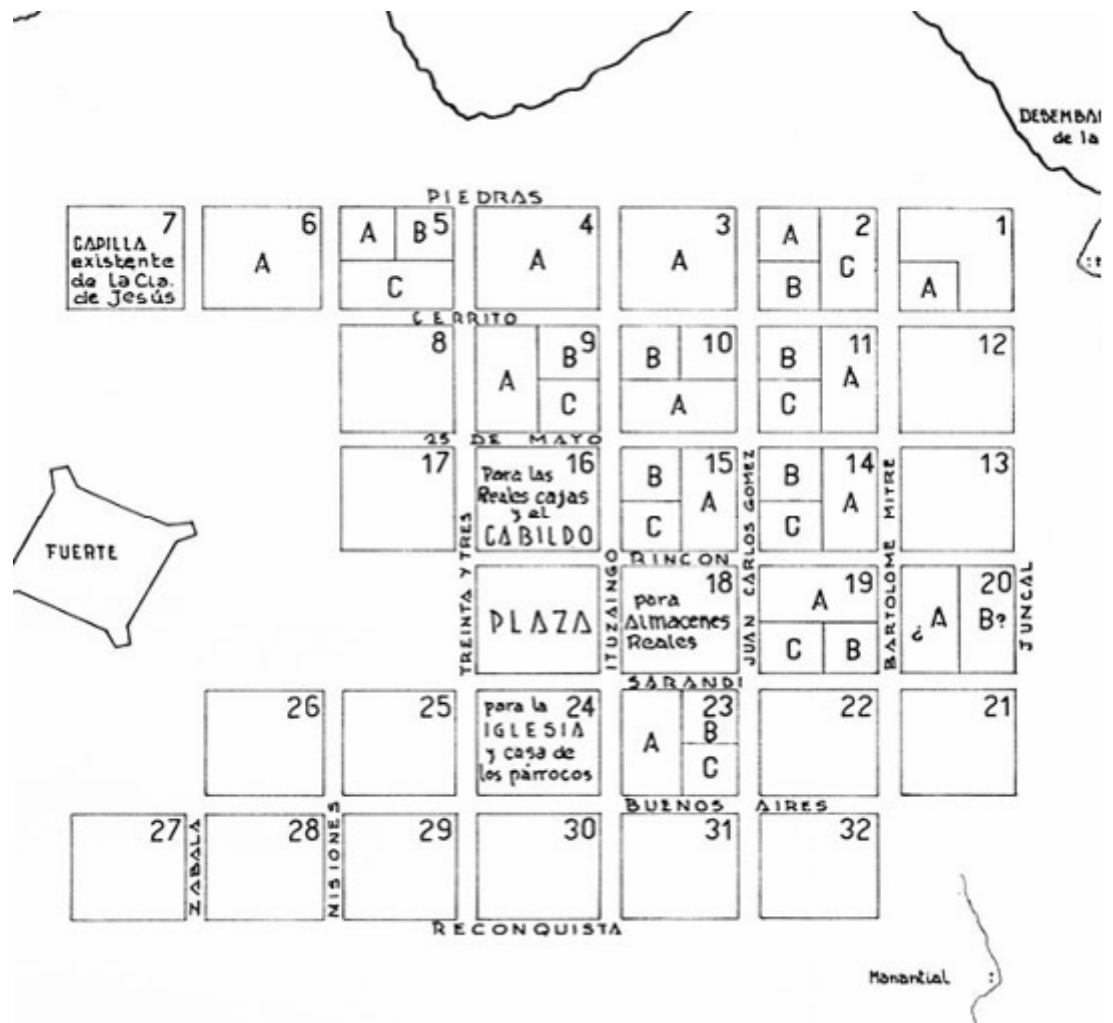 DESEMBA
de la
PIEDRAS
7
CAPILLA
existente
de la Cia.
de Jesús
6
A
A
B
5
C
4
A
3
A
A
2
B
C
1
A
CERRITO
8
A
B
9
C
B
10
A
B
11
A
C
12
25 DE MAYO
17
16
Para las
Reales cajas
y el
CABILDO
B
15
A
C
B
14
A
C
13
FUERTE
TREINTA Y TRES
ITUZAINGO
RINCON
JUAN CARLOS GOMEZ
BARTOLOME MITRE
JUNCAL
PLAZA
18
para
Almacenes
Reales
A
19
C
B
¿A
20
B?
SARANDI
26
25
para la
24
IGLESIA
y casa de
los párrocos
A
23
B
C
22
21
BUENOS AIRES
27
ZABALA
28
MISIONES
29
30
31
32
RECONQUISTA
Manantial